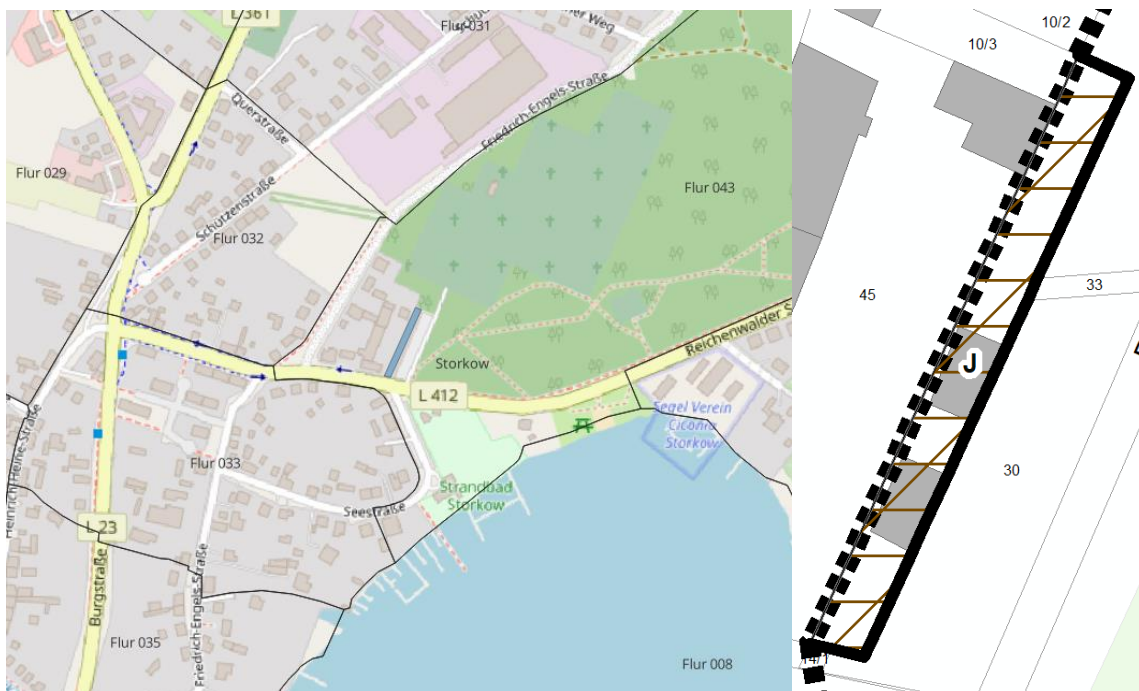 L 361
Flur 031
Querstraße
Friedrich-Engels-Straße
Flur 029
Schützenstraße
Flur 043
Flur 032
Storkow
Reichenwalder S
L 412
Segel Verein
Ciconia
Storkow
Heinrich-Heine-Straße
Flur 033
Strandbad
Storkow
Seestraße
L 23
Burgstraße
Friedrich-Engels-Straße
Flur 035
Flur 008
10/2
10/3
45
33
J
30
14/1